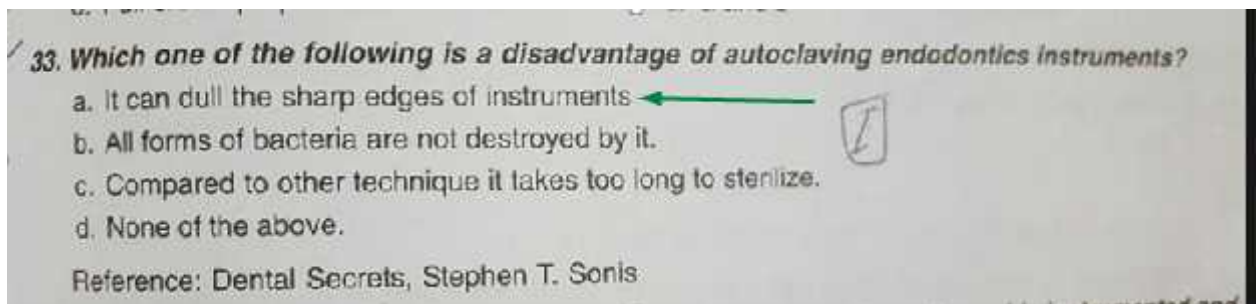 33. Which one of the following is a disadvantage of autoclaving endodontics instruments?
a. It can dull the sharp edges of instruments
I
b. All forms of bacteria are not destroyed by it.
c. Compared to other technique it takes too long to sterilize.
d. None of the above.
Reference: Dental Secrets, Stephen T. Sonis